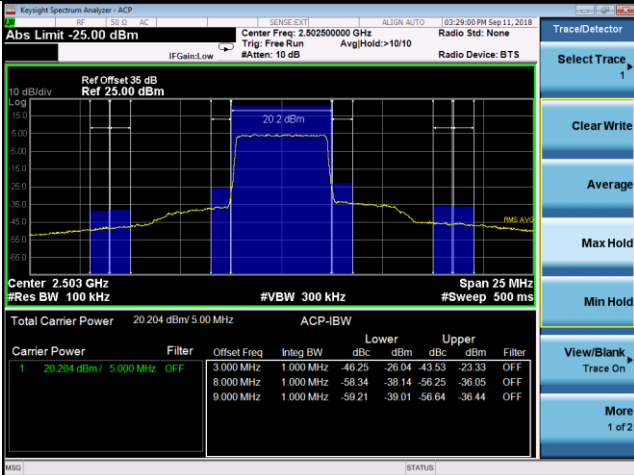 Keysight Spectrum Analyzer - ACP
RF 50 Ω AC SENSE:EXT ALIGN AUTO 03:29:00 PM Sep 11, 2018
Abs Limit -25.00 dBm Center Freq: 2.502500000 GHz Radio Std: None
Trig: Free Run Avg|Hold:>10/10
IFGain:Low #Atten: 10 dB Radio Device: BTS
Ref Offset 35 dB
10 dB/div Ref 25.00 dBm
Log
15.0
20.2 dBm
5.00
-5.00
-15.0
-25.0
-35.0
-45.0
RMS AVG
-55.0
-65.0
Center 2.503 GHz Span 25 MHz
#Res BW 100 kHz #VBW 300 kHz #Sweep 500 ms
Total Carrier Power 20.204 dBm/ 5.00 MHz ACP-IBW
Lower Upper
Carrier Power Filter Offset Freq Integ BW dBc dBm dBc dBm Filter
1 20.204 dBm / 5.000 MHz OFF 3.000 MHz 1.000 MHz -46.25 -26.04 -43.53 -23.33 OFF
8.000 MHz 1.000 MHz -58.34 -38.14 -56.25 -36.05 OFF
9.000 MHz 1.000 MHz -59.21 -39.01 -56.64 -36.44 OFF
MSG STATUS
Trace/Detector
Select Trace
1
Clear Write
Average
Max Hold
Min Hold
View/Blank
Trace On
More
1 of 2